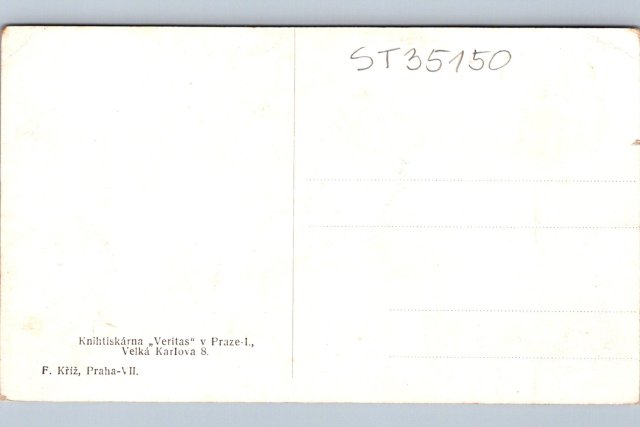 ST35150
Knihtiskárna „Veritas“ v Praze-I.,
Velká Karlova 8.
F. Kříž, Praha-VII.